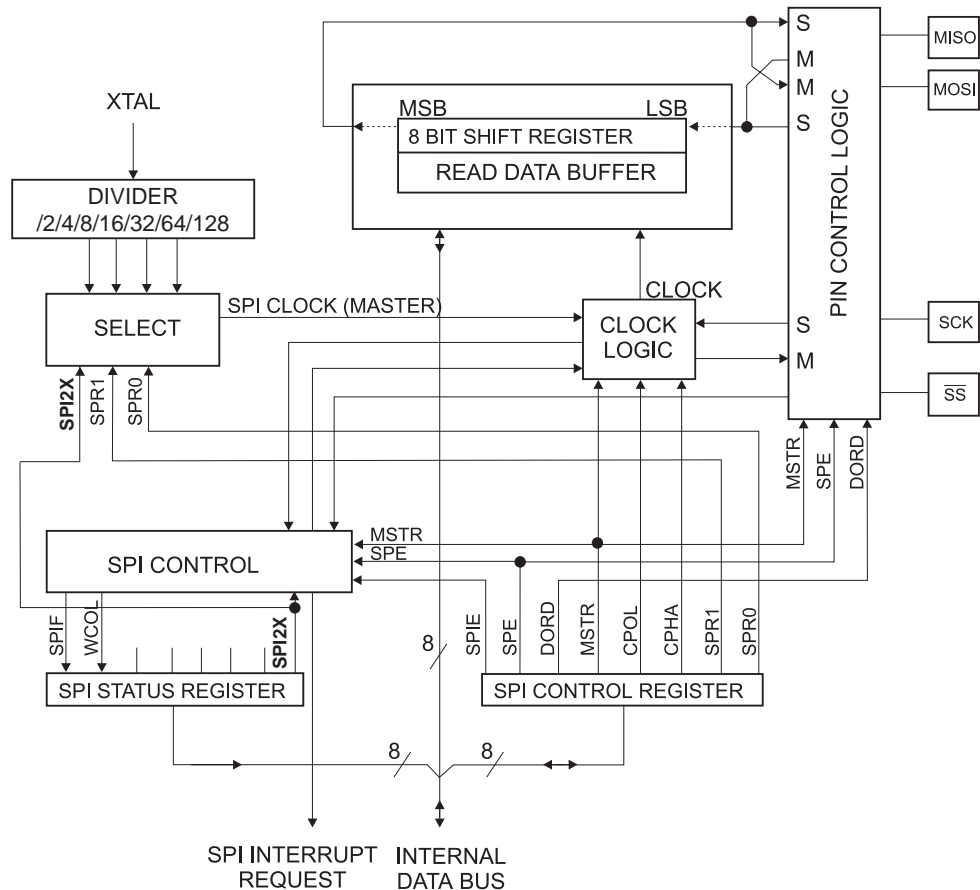 S
MISO
M
M
MOSI
XTAL
MSB
LSB
S
8 BIT SHIFT REGISTER
READ DATA BUFFER
DIVIDER
/2/4/8/16/32/64/128
PIN CONTROL LOGIC
SPI CLOCK (MASTER)
CLOCK
SELECT
CLOCK
LOGIC
S
SCK
M
SPI2X
SPR1
SPR0
SS
MSTR
SPE
DORD
MSTR
SPE
SPI CONTROL
SPIF
WCOL
SPI2X
8
SPIE
SPE
DORD
MSTR
CPOL
CPHA
SPR1
SPR0
SPI STATUS REGISTER
SPI CONTROL REGISTER
8
8
SPI INTERRUPT
REQUEST
INTERNAL
DATA BUS